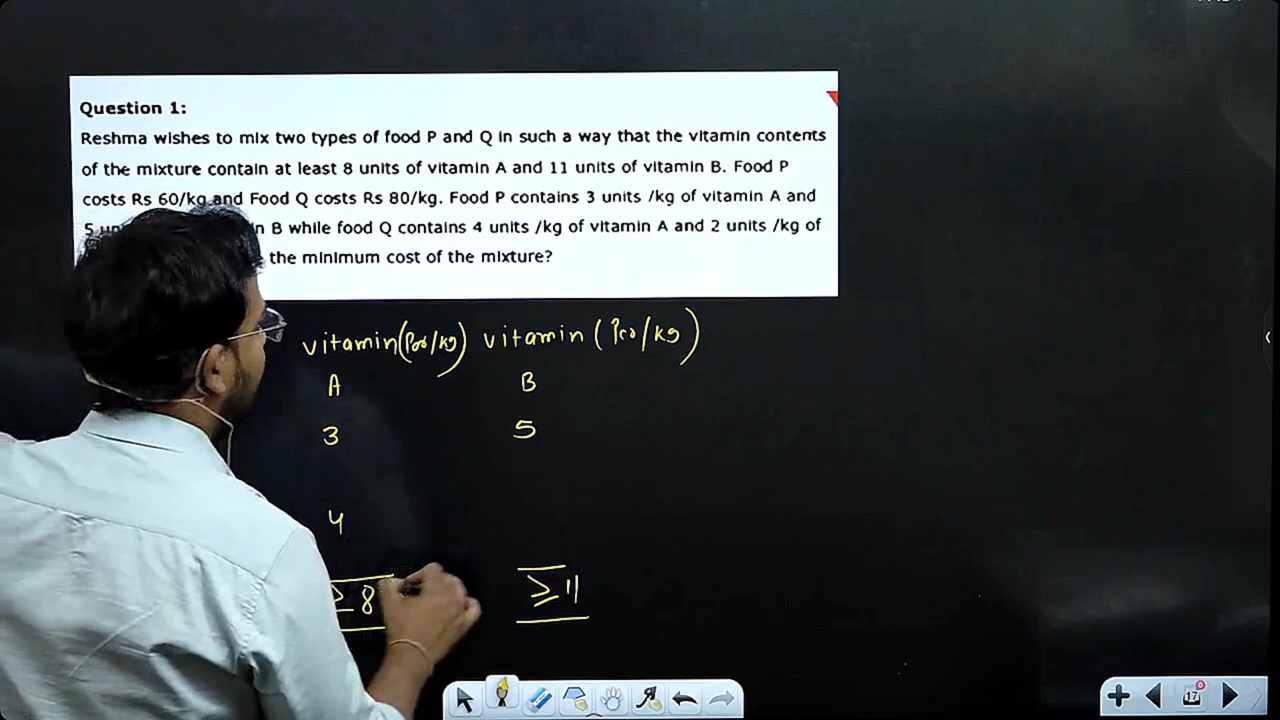 Question 1:
Reshma wishes to mix two types of food P and Q in such a way that the vitamin contents
of the mixture contain at least 8 units of vitamin A and 11 units of vitamin B. Food P
costs Rs 60/kg and Food Q costs Rs 80/kg. Food P contains 3 units /kg of vitamin A and
5 B while food Q contains 4 units /kg of vitamin A and 2 units /kg of
the minimum cost of the mixture?
vitamin( /kg) vitamin ( /kg)
A B
3 5
4
≥ 8 ≥ 11
17